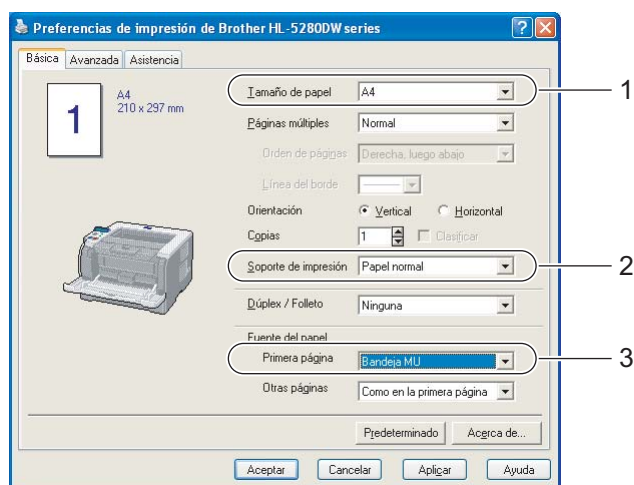 Preferencias de impresión de Brother HL-5280DW series
Básica Avanzada Asistencia
A4
210 x 297 mm
1
Tamaño de papel A4 1
Páginas múltiples Normal
Orden de páginas Derecha, luego abajo
Línea del borde
Orientación Vertical Horizontal
Copias 1 Clasificar
Soporte de impresión Papel normal 2
Dúplex / Folleto Ninguna
Fuente del papel
Primera página Bandeja MU 3
Otras páginas Como en la primera página
Predeterminado Acerca de...
Aceptar Cancelar Aplicar Ayuda